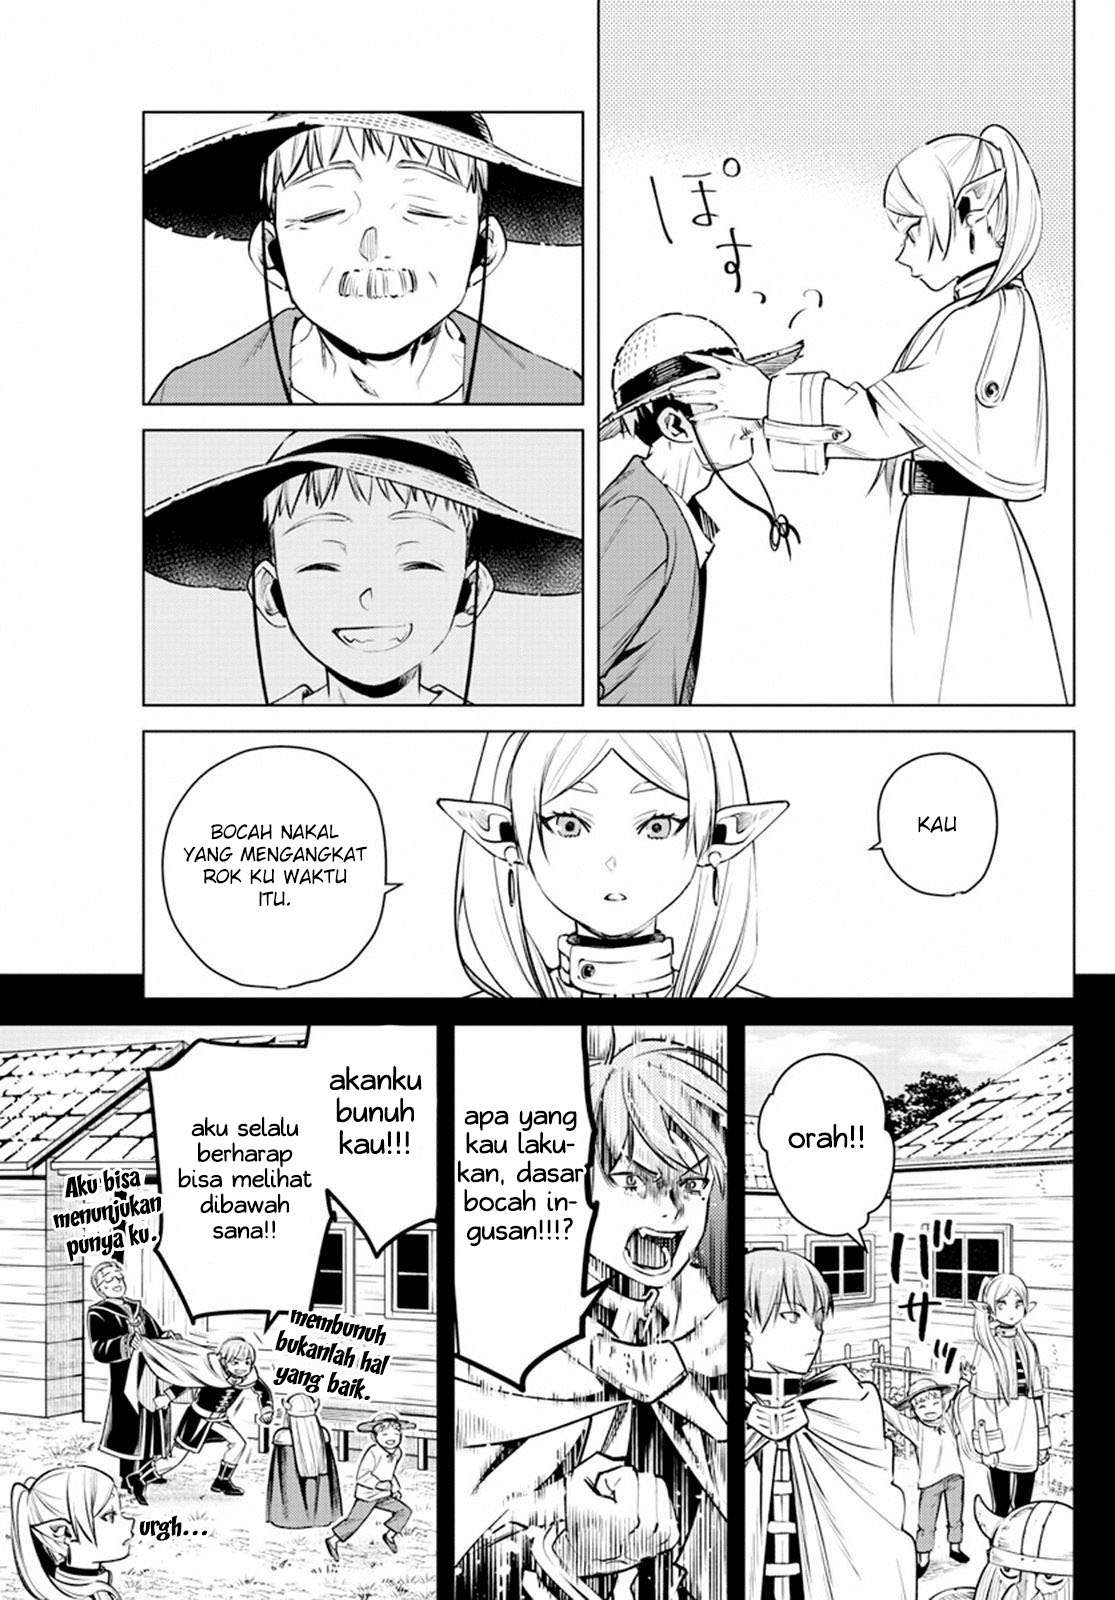 ぽすっ
KAU
BOCAH NAKAL
YANG MENGANGKAT
ROK KU WAKTU
ITU.
orah!!
バサッ
apa yang
kau laku-
kan, dasar
bocah in-
gusan!!!!?
akanku
bunuh
kau!!!
aku selalu
berharap
bisa melihat
dibawah
sana!!
Aku bisa
menunjukan
punya ku.
membunuh
bukanlah hal
yang baik.
urgh...